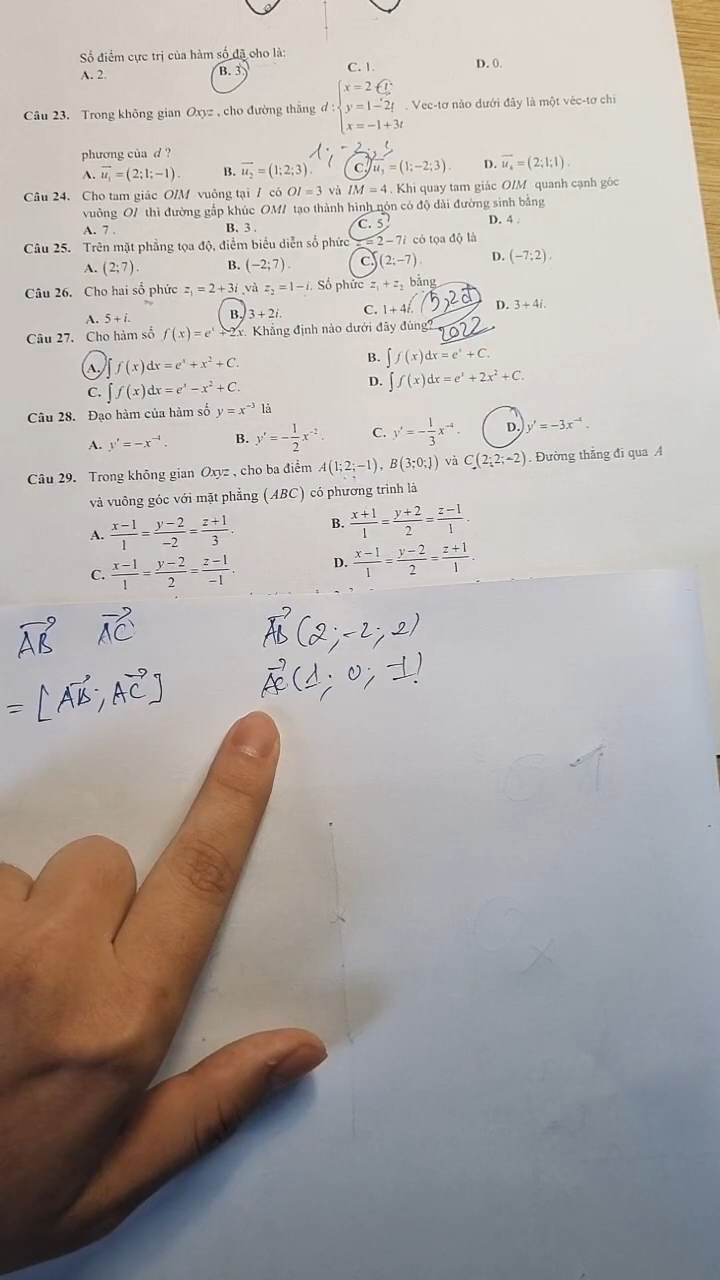 Số điểm cực trị của hàm số đã cho là:
A. 2.
B. 3.
C. 1.
D. 0.
Câu 23. Trong không gian Oxyz, cho đường thẳng d: { x = 2 + t; y = 1 − 2t; x = −1 + 3t . Vec-tơ nào dưới đây là một véc-tơ chỉ
phương của d ?
1; -2; 3
A. u₁ = (2;1;−1). B. u₂ = (1;2;3). C. u₃ = (1;−2;3). D. u₄ = (2;1;1).
Câu 24. Cho tam giác OIM vuông tại I có OI = 3 và IM = 4. Khi quay tam giác OIM quanh cạnh góc
vuông OI thì đường gấp khúc OMI tạo thành hình nón có độ dài đường sinh bằng
A. 7. B. 3. C. 5. D. 4.
Câu 25. Trên mặt phẳng tọa độ, điểm biểu diễn số phức z = 2 − 7i có tọa độ là
A. (2;7). B. (−2;7). C. (2;−7). D. (−7;2).
Câu 26. Cho hai số phức z₁ = 2 + 3i và z₂ = 1 − i. Số phức z₁ + z₂ bằng
A. 5 + i. B. 3 + 2i. C. 1 + 4i. D. 3 + 4i.
2022
Câu 27. Cho hàm số f(x) = eˣ + 2x. Khẳng định nào dưới đây đúng?
A. ∫f(x)dx = eˣ + x² + C. B. ∫f(x)dx = eˣ + C.
C. ∫f(x)dx = eˣ − x² + C. D. ∫f(x)dx = eˣ + 2x² + C.
Câu 28. Đạo hàm của hàm số y = x⁻³ là
A. y' = −x⁻⁴. B. y' = −1/2 x⁻². C. y' = −1/3 x⁻⁴. D. y' = −3x⁻⁴.
Câu 29. Trong không gian Oxyz, cho ba điểm A(1;2;−1), B(3;0;1) và C(2;2;−2). Đường thẳng đi qua A
và vuông góc với mặt phẳng (ABC) có phương trình là
A. (x−1)/1 = (y−2)/−2 = (z+1)/3. B. (x+1)/1 = (y+2)/2 = (z−1)/1.
C. (x−1)/1 = (y−2)/2 = (z−1)/−1. D. (x−1)/1 = (y−2)/2 = (z+1)/1.
AB AC AB(2; -2; 2)
= [AB; AC] AC(1; 0; -1)